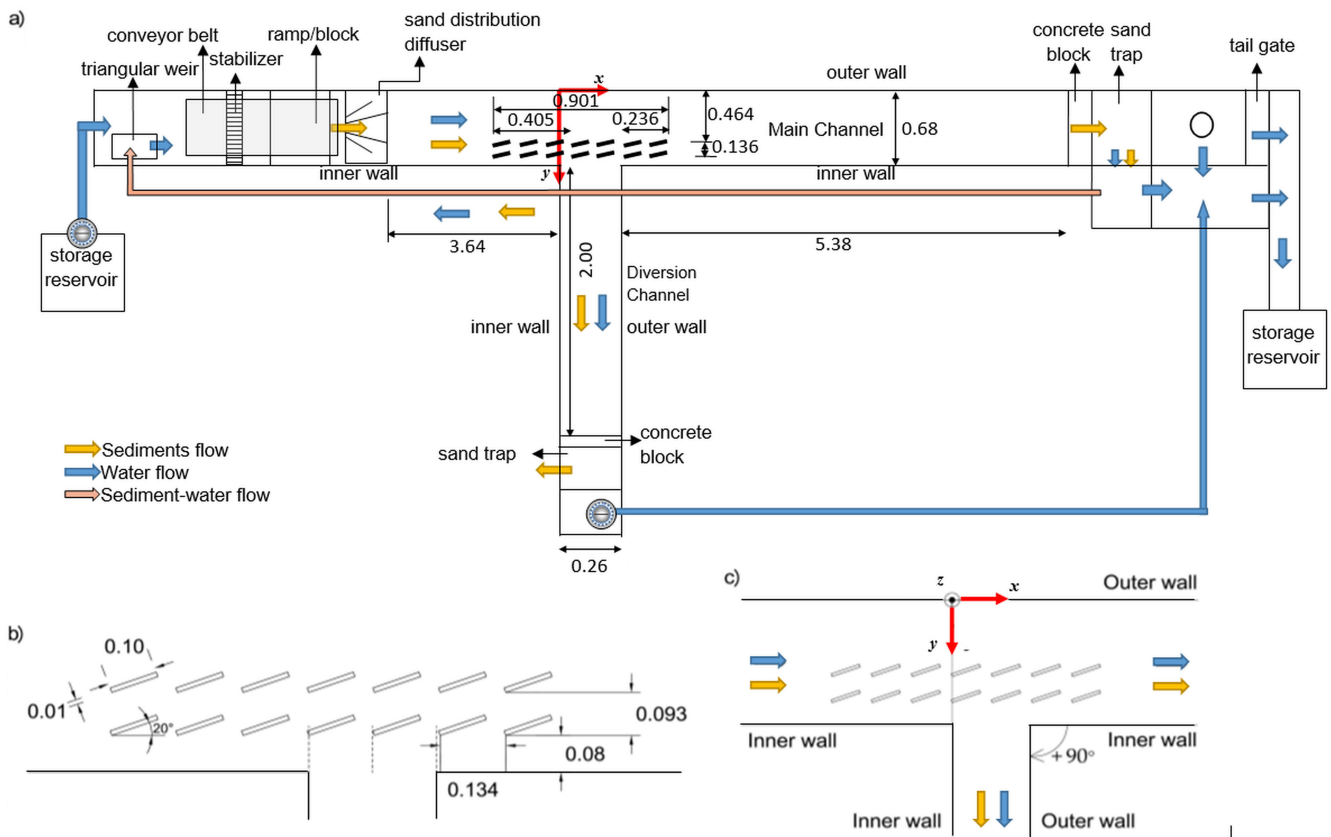 a)
conveyor belt
triangular weir
stabilizer
ramp/block
sand distribution
diffuser
x
0.901
0.405
0.236
outer wall
Main Channel
0.464
0.68
0.136
concrete
block
sand
trap
tail gate
inner wall
y
inner wall
storage
reservoir
3.64
2.00
5.38
Diversion
Channel
inner wall
outer wall
storage
reservoir
concrete
block
sand trap
0.26
Sediments flow
Water flow
Sediment-water flow
b)
0.10
0.01
20°
0.093
0.08
0.134
c)
z
x
Outer wall
y
Inner wall
Inner wall
+90°
Inner wall
Outer wall